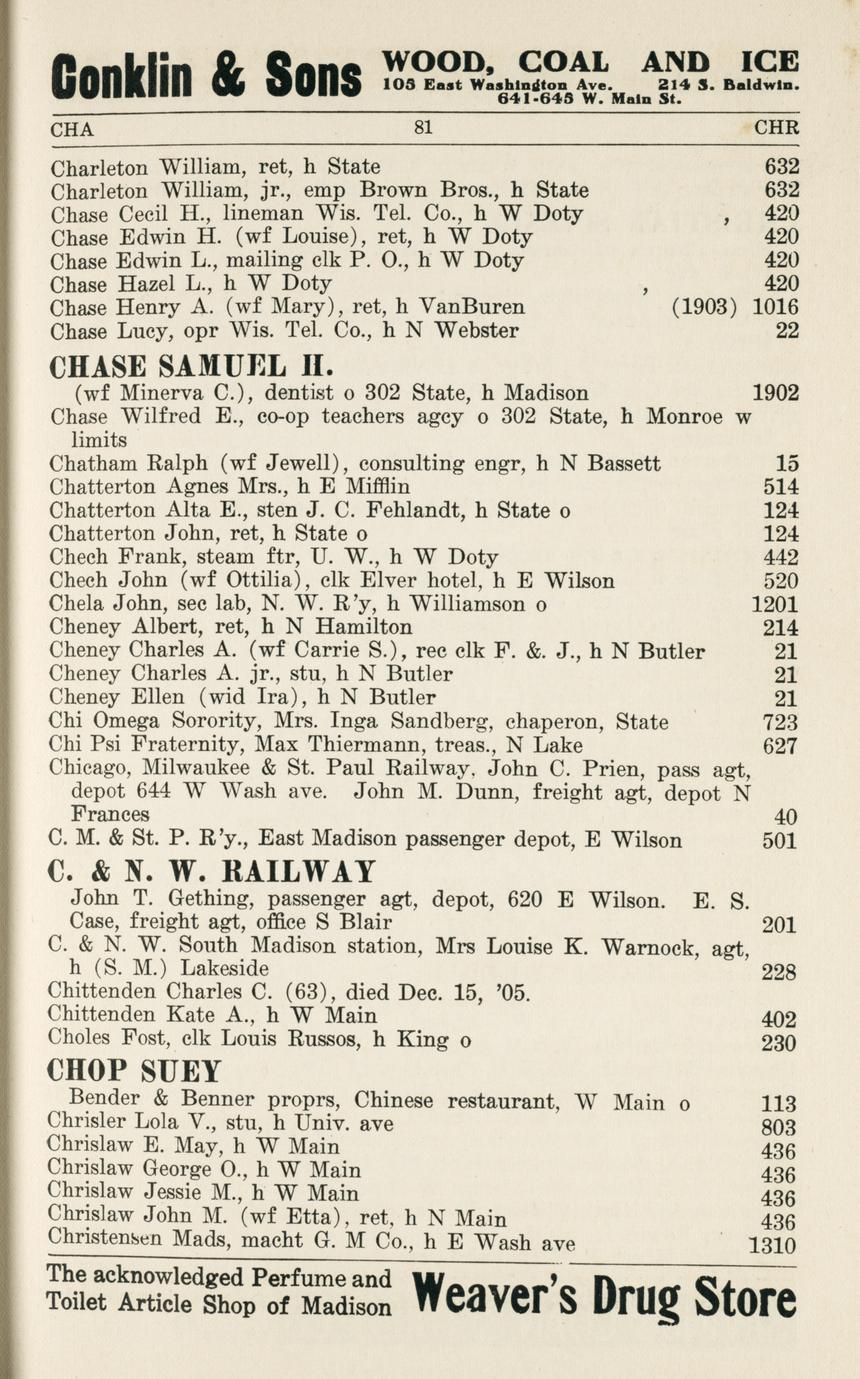 Conklin & Sons WOOD, COAL AND ICE
105 East Washington Ave. 214 S. Baldwin.
641-645 W. Main St.
CHA 81 CHR
Charleton William, ret, h State 632
Charleton William, jr., emp Brown Bros., h State 632
Chase Cecil H., lineman Wis. Tel. Co., h W Doty , 420
Chase Edwin H. (wf Louise), ret, h W Doty 420
Chase Edwin L., mailing clk P. O., h W Doty 420
Chase Hazel L., h W Doty , 420
Chase Henry A. (wf Mary), ret, h VanBuren (1903) 1016
Chase Lucy, opr Wis. Tel. Co., h N Webster 22
CHASE SAMUEL H.
(wf Minerva C.), dentist o 302 State, h Madison 1902
Chase Wilfred E., co-op teachers agcy o 302 State, h Monroe w
limits
Chatham Ralph (wf Jewell), consulting engr, h N Bassett 15
Chatterton Agnes Mrs., h E Mifflin 514
Chatterton Alta E., sten J. C. Fehlandt, h State o 124
Chatterton John, ret, h State o 124
Chech Frank, steam ftr, U. W., h W Doty 442
Chech John (wf Ottilia), clk Elver hotel, h E Wilson 520
Chela John, sec lab, N. W. R'y, h Williamson o 1201
Cheney Albert, ret, h N Hamilton 214
Cheney Charles A. (wf Carrie S.), rec clk F. &. J., h N Butler 21
Cheney Charles A. jr., stu, h N Butler 21
Cheney Ellen (wid Ira), h N Butler 21
Chi Omega Sorority, Mrs. Inga Sandberg, chaperon, State 723
Chi Psi Fraternity, Max Thiermann, treas., N Lake 627
Chicago, Milwaukee & St. Paul Railway, John C. Prien, pass agt,
depot 644 W Wash ave. John M. Dunn, freight agt, depot N
Frances 40
C. M. & St. P. R'y., East Madison passenger depot, E Wilson 501
C. & N. W. RAILWAY
John T. Gething, passenger agt, depot, 620 E Wilson. E. S.
Case, freight agt, office S Blair 201
C. & N. W. South Madison station, Mrs Louise K. Warnock, agt,
h (S. M.) Lakeside 228
Chittenden Charles C. (63), died Dec. 15, '05.
Chittenden Kate A., h W Main 402
Choles Fost, clk Louis Russos, h King o 230
CHOP SUEY
Bender & Benner proprs, Chinese restaurant, W Main o 113
Chrisler Lola V., stu, h Univ. ave 803
Chrislaw E. May, h W Main 436
Chrislaw George O., h W Main 436
Chrislaw Jessie M., h W Main 436
Chrislaw John M. (wf Etta), ret, h N Main 436
Christensen Mads, macht G. M Co., h E Wash ave 1310
The acknowledged Perfume and
Toilet Article Shop of Madison Weaver's Drug Store